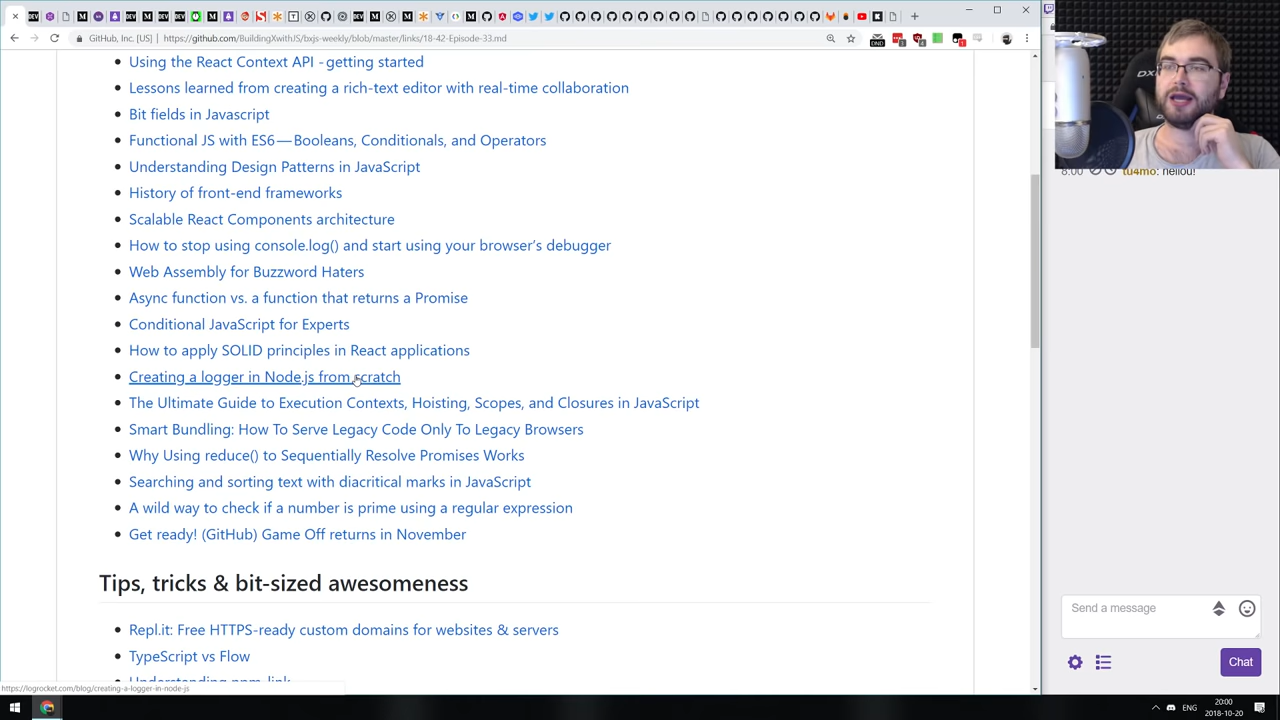 GitHub, Inc. [US]
https://github.com/BuildingXwithJS/bxjs-weekly/blob/master/links/18-42-Episode-33.md
Using the React Context API - getting started
Lessons learned from creating a rich-text editor with real-time collaboration
Bit fields in Javascript
Functional JS with ES6 — Booleans, Conditionals, and Operators
Understanding Design Patterns in JavaScript
History of front-end frameworks
Scalable React Components architecture
How to stop using console.log() and start using your browser's debugger
Web Assembly for Buzzword Haters
Async function vs. a function that returns a Promise
Conditional JavaScript for Experts
How to apply SOLID principles in React applications
Creating a logger in Node.js from scratch
The Ultimate Guide to Execution Contexts, Hoisting, Scopes, and Closures in JavaScript
Smart Bundling: How To Serve Legacy Code Only To Legacy Browsers
Why Using reduce() to Sequentially Resolve Promises Works
Searching and sorting text with diacritical marks in JavaScript
A wild way to check if a number is prime using a regular expression
Get ready! (GitHub) Game Off returns in November
Tips, tricks & bit-sized awesomeness
Repl.it: Free HTTPS-ready custom domains for websites & servers
TypeScript vs Flow
Understanding npm-link
https://logrocket.com/blog/creating-a-logger-in-node-js
8:00 tu4mo: hellou!
Send a message
Chat
ENG
20:00
2018-10-20